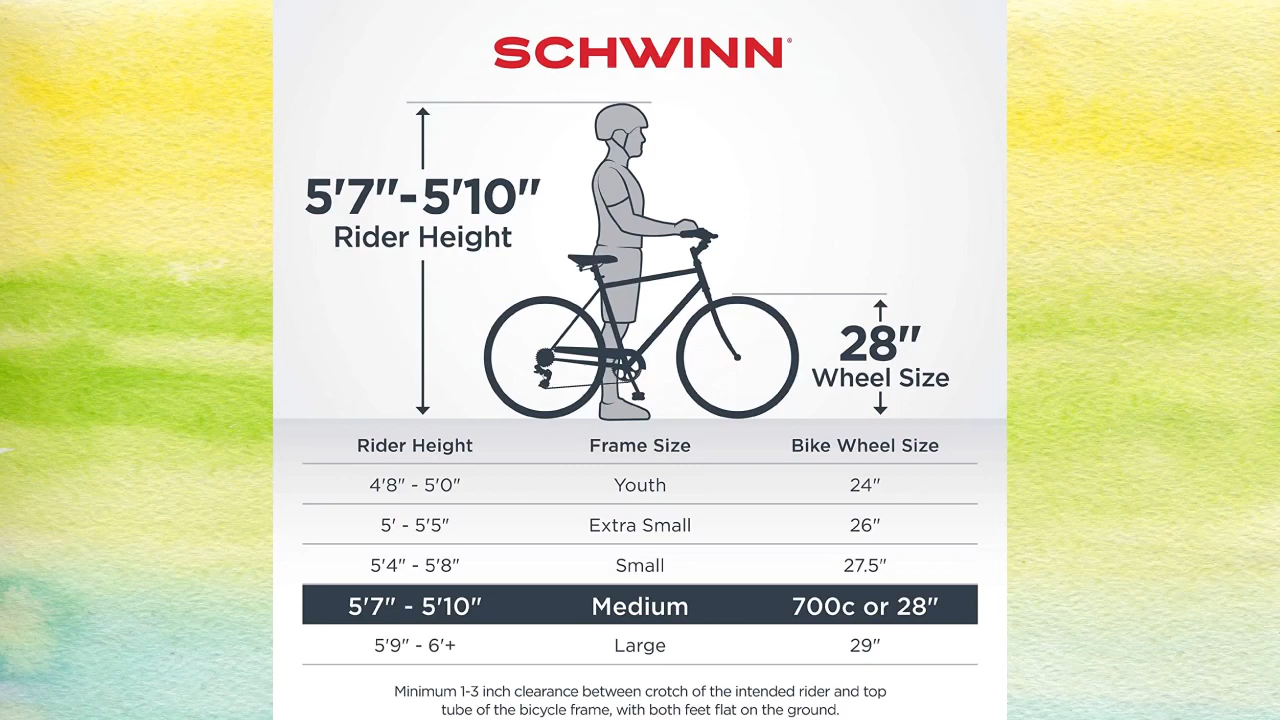 SCHWINN®
5'7"-5'10"
Rider Height
28"
Wheel Size
Rider Height Frame Size Bike Wheel Size
4'8" - 5'0" Youth 24"
5' - 5'5" Extra Small 26"
5'4" - 5'8" Small 27.5"
5'7" - 5'10" Medium 700c or 28"
5'9" - 6'+ Large 29"
Minimum 1-3 inch clearance between crotch of the intended rider and top
tube of the bicycle frame, with both feet flat on the ground.